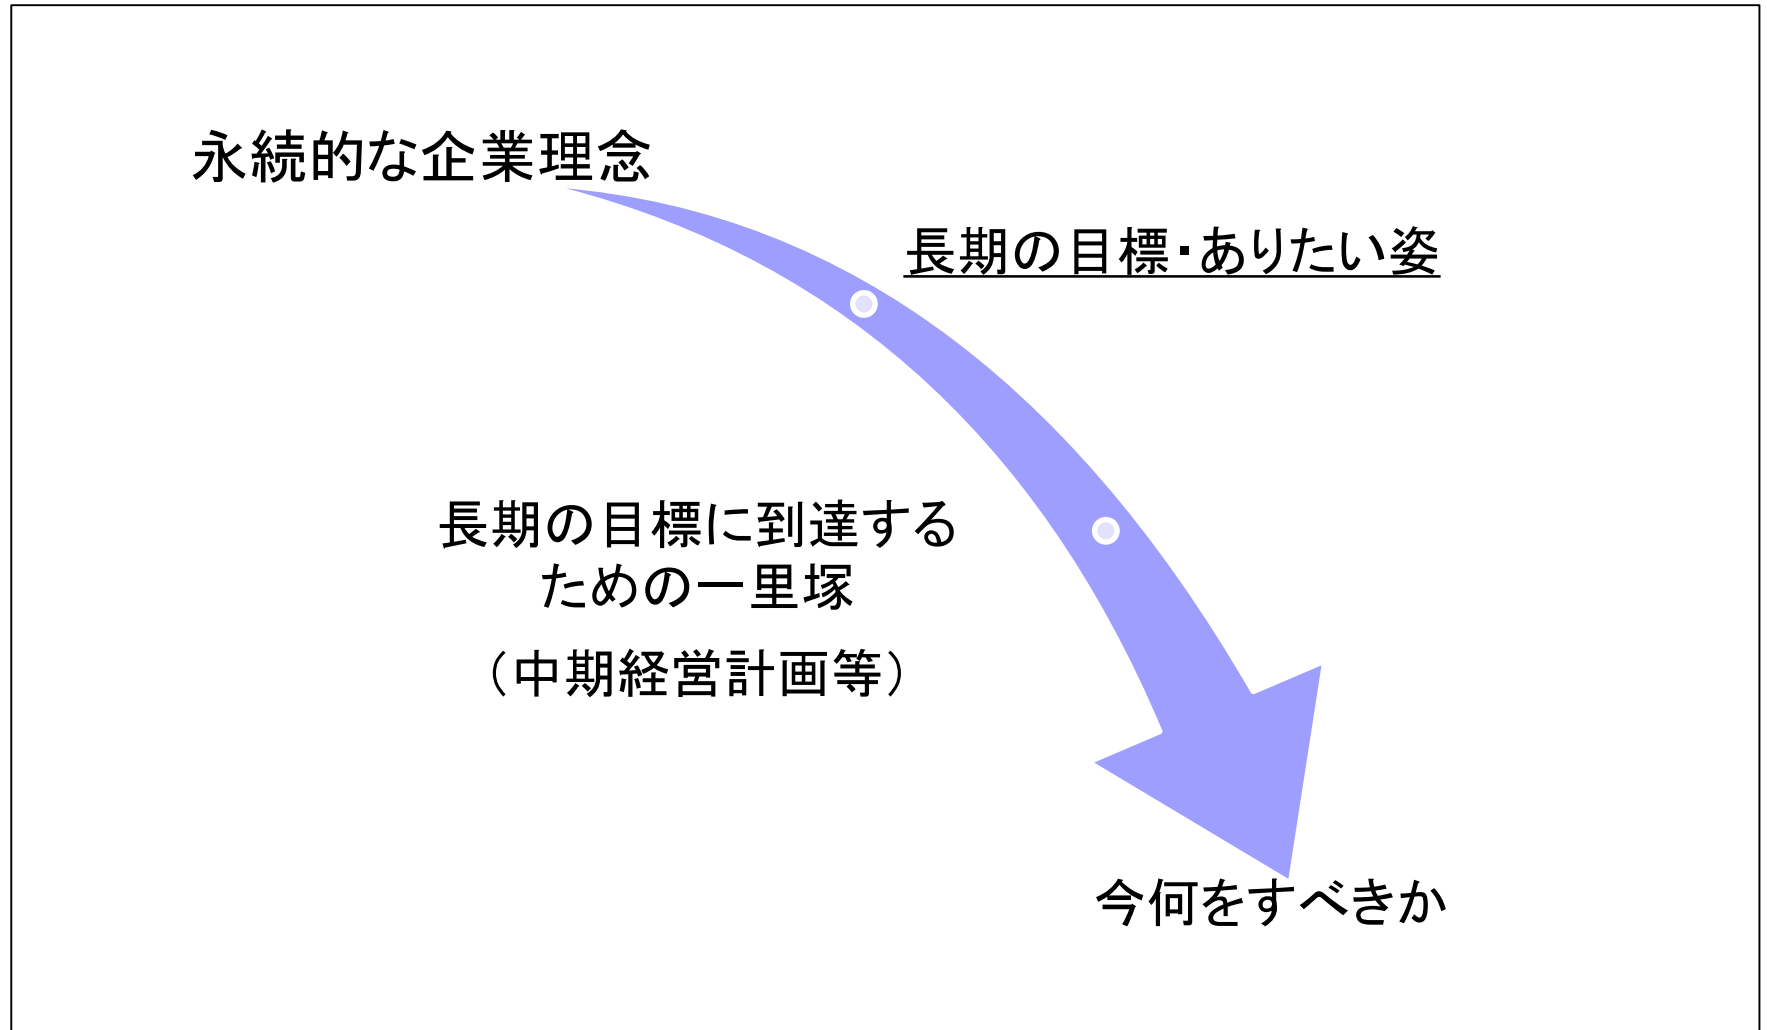 永続的な企業理念
長期の目標・ありたい姿
長期の目標に到達する
ための一里塚
（中期経営計画等）
今何をすべきか